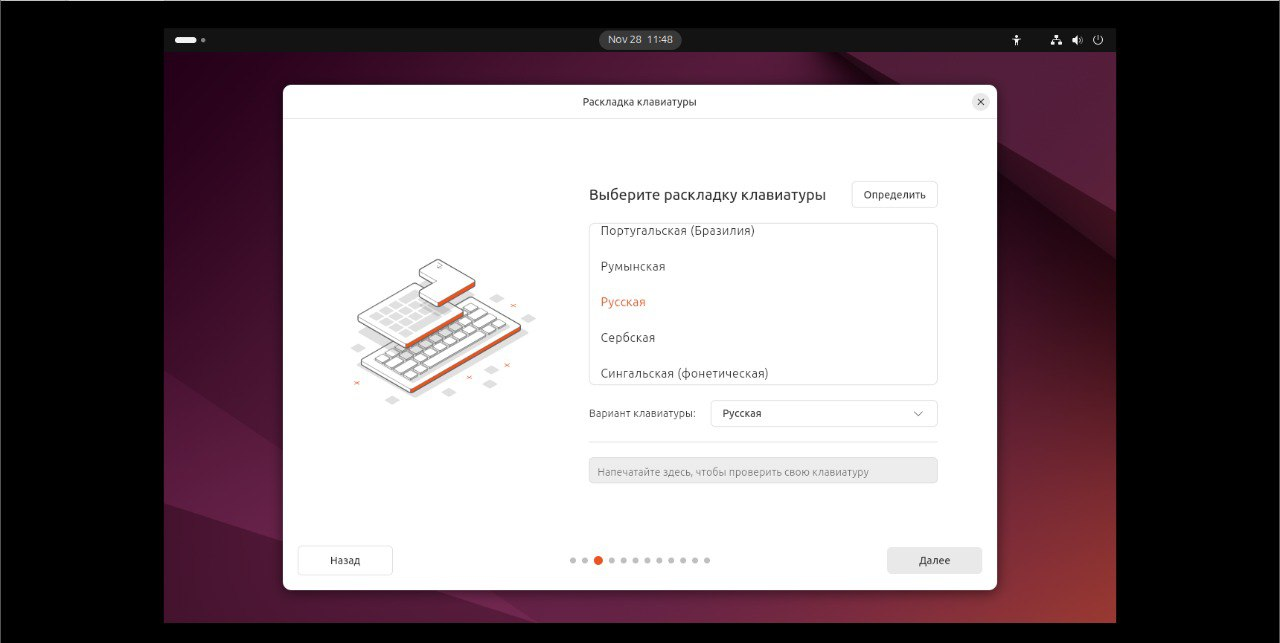 Nov 28 11:48
Раскладка клавиатуры
Выберите раскладку клавиатуры
Определить
Португальская (Бразилия)
Румынская
Русская
Сербская
Сингальская (фонетическая)
Вариант клавиатуры: Русская
Напечатайте здесь, чтобы проверить свою клавиатуру
Назад
Далее